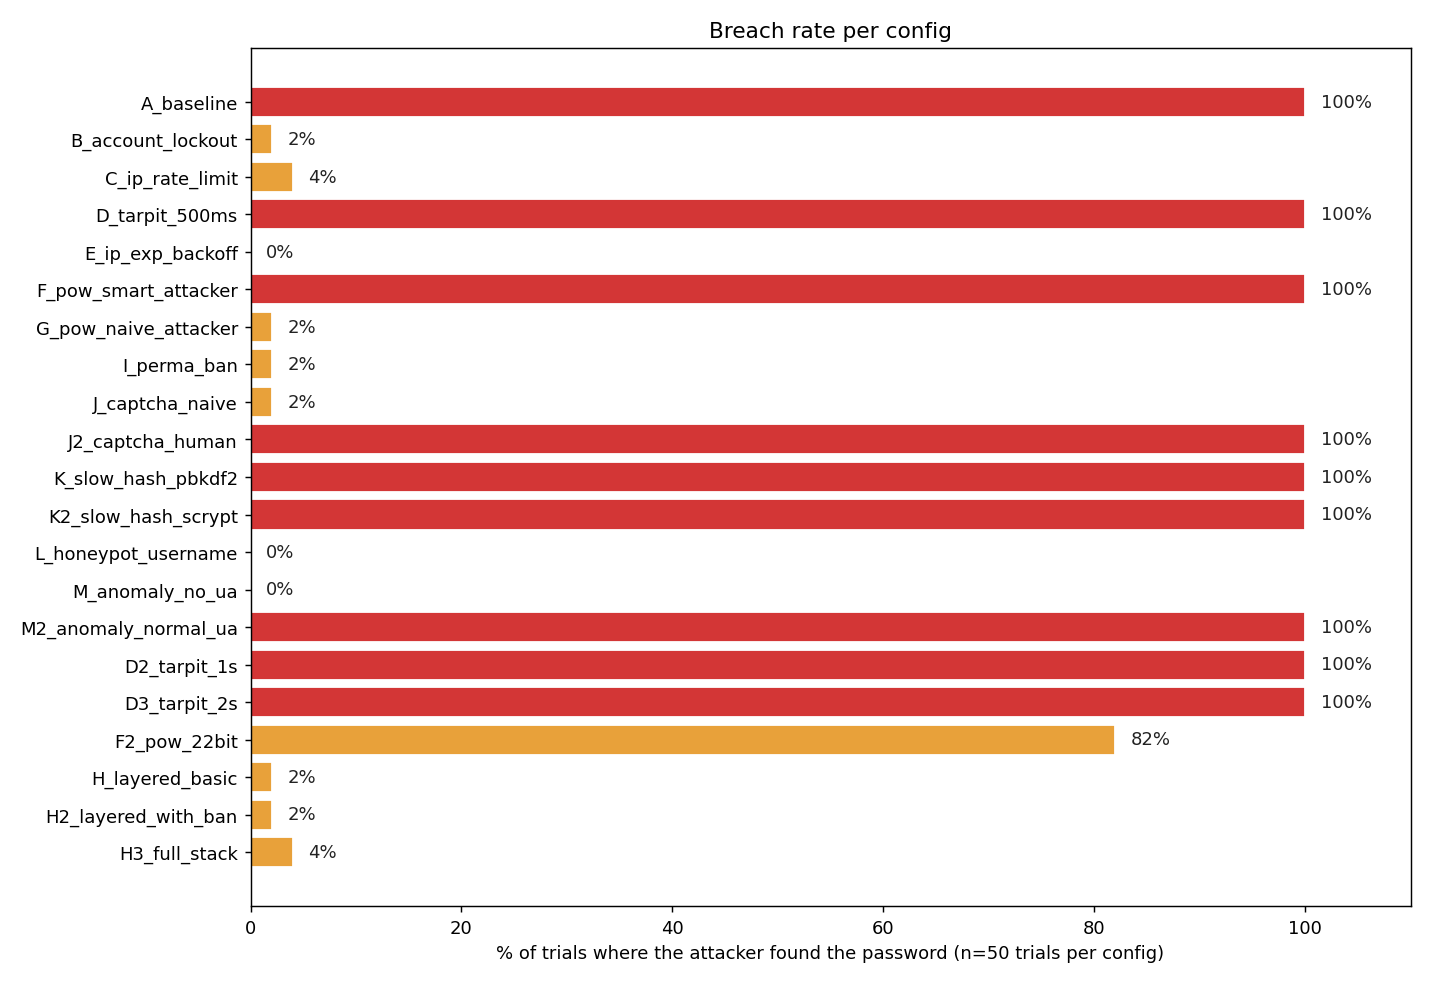 Breach rate per config
A_baseline 100%
B_account_lockout 2%
C_ip_rate_limit 4%
D_tarpit_500ms 100%
E_ip_exp_backoff 0%
F_pow_smart_attacker 100%
G_pow_naive_attacker 2%
I_perma_ban 2%
J_captcha_naive 2%
J2_captcha_human 100%
K_slow_hash_pbkdf2 100%
K2_slow_hash_scrypt 100%
L_honeypot_username 0%
M_anomaly_no_ua 0%
M2_anomaly_normal_ua 100%
D2_tarpit_1s 100%
D3_tarpit_2s 100%
F2_pow_22bit 82%
H_layered_basic 2%
H2_layered_with_ban 2%
H3_full_stack 4%
0 20 40 60 80 100
% of trials where the attacker found the password (n=50 trials per config)